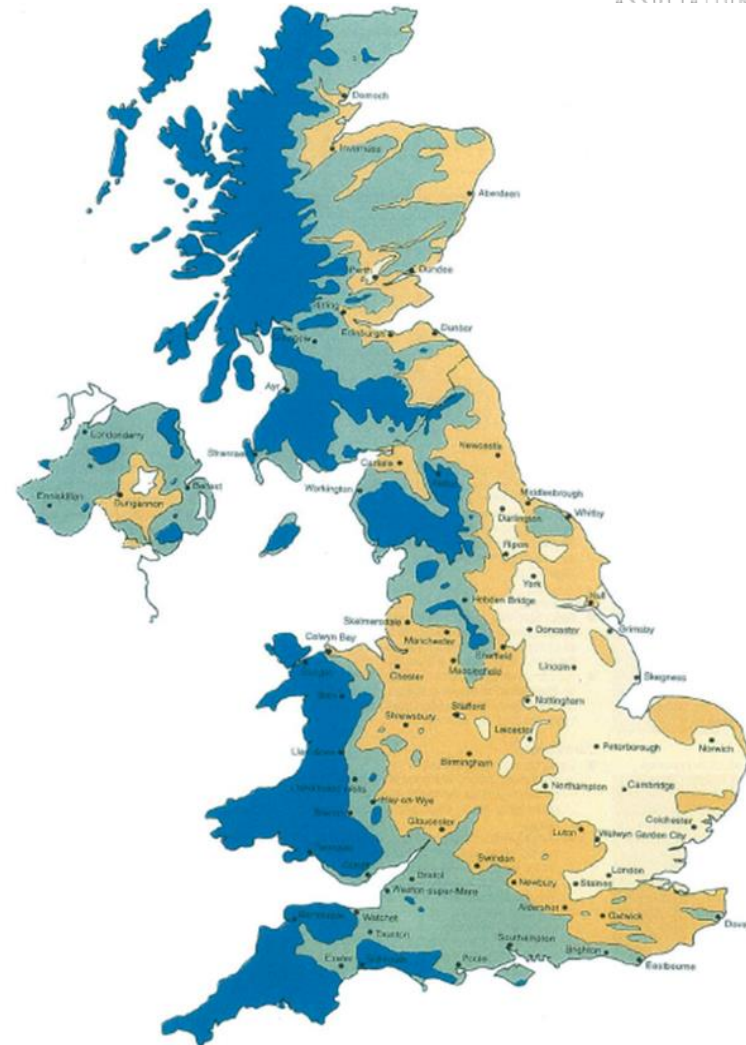 Dornoch
Inverness
Aberdeen
Perth
Dundee
Edinburgh
Dunbar
Ayr
Londonderry
Stranraer
Newcastle
Carlisle
Enniskillen
Belfast
Workington
Dungannon
Middlesbrough
Darlington
Whitby
Ripon
York
Hull
Hebden Bridge
Skelmersdale
Doncaster
Grimsby
Colwyn Bay
Manchester
Sheffield
Chester
Macclesfield
Lincoln
Skegness
Nottingham
Stafford
Shrewsbury
Leicester
Norwich
Peterborough
Birmingham
Northampton
Cambridge
Hay-on-Wye
Colchester
Gloucester
Luton
Welwyn Garden City
Swindon
London
Bristol
Newbury
Staines
Weston-super-Mare
Aldershot
Gatwick
Watchet
Dove
Taunton
Southampton
Brighton
Exeter
Poole
Eastbourne